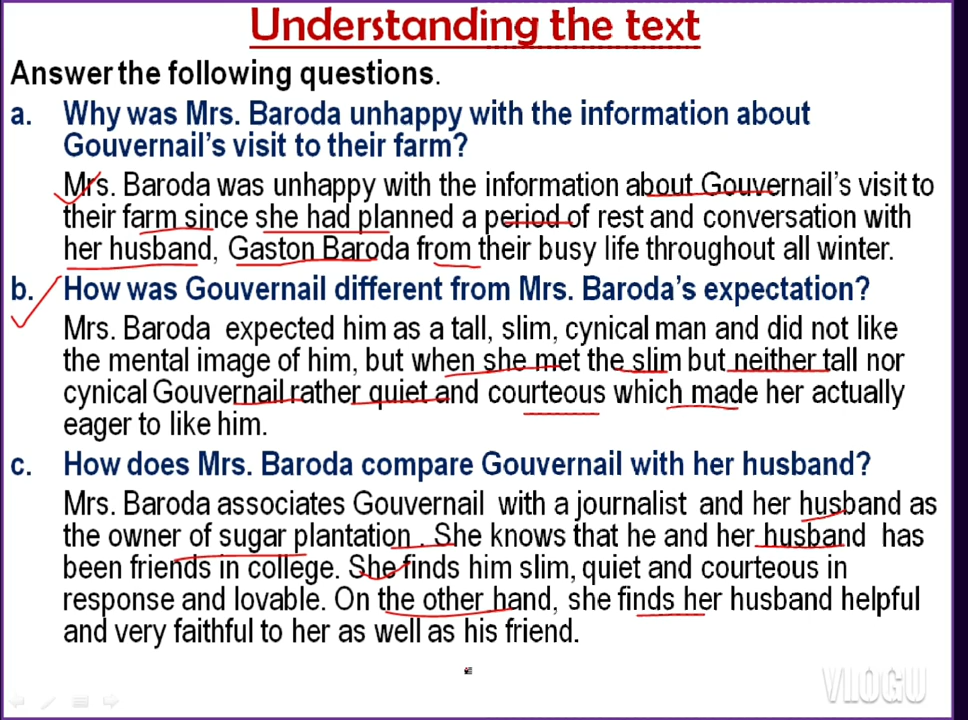 Understanding the text
Answer the following questions.
a. Why was Mrs. Baroda unhappy with the information about
Gouvernail's visit to their farm?
Mrs. Baroda was unhappy with the information about Gouvernail's visit to
their farm since she had planned a period of rest and conversation with
her husband, Gaston Baroda from their busy life throughout all winter.
b. How was Gouvernail different from Mrs. Baroda's expectation?
Mrs. Baroda expected him as a tall, slim, cynical man and did not like
the mental image of him, but when she met the slim but neither tall nor
cynical Gouvernail rather quiet and courteous which made her actually
eager to like him.
c. How does Mrs. Baroda compare Gouvernail with her husband?
Mrs. Baroda associates Gouvernail with a journalist and her husband as
the owner of sugar plantation . She knows that he and her husband has
been friends in college. She finds him slim, quiet and courteous in
response and lovable. On the other hand, she finds her husband helpful
and very faithful to her as well as his friend.
VLOGU